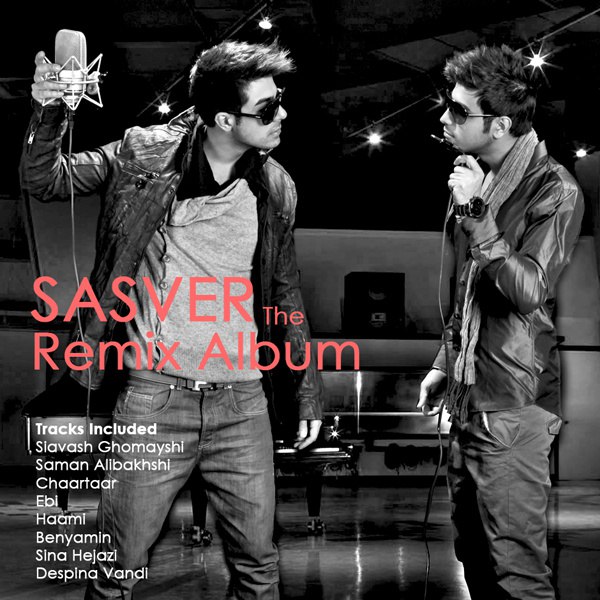 SASVER The
Remix Album
Tracks Included
Siavash Ghomayshi
Saman Alibakhshi
Chaartaar
Ebi
Haami
Benyamin
Sina Hejazi
Despina Vandi